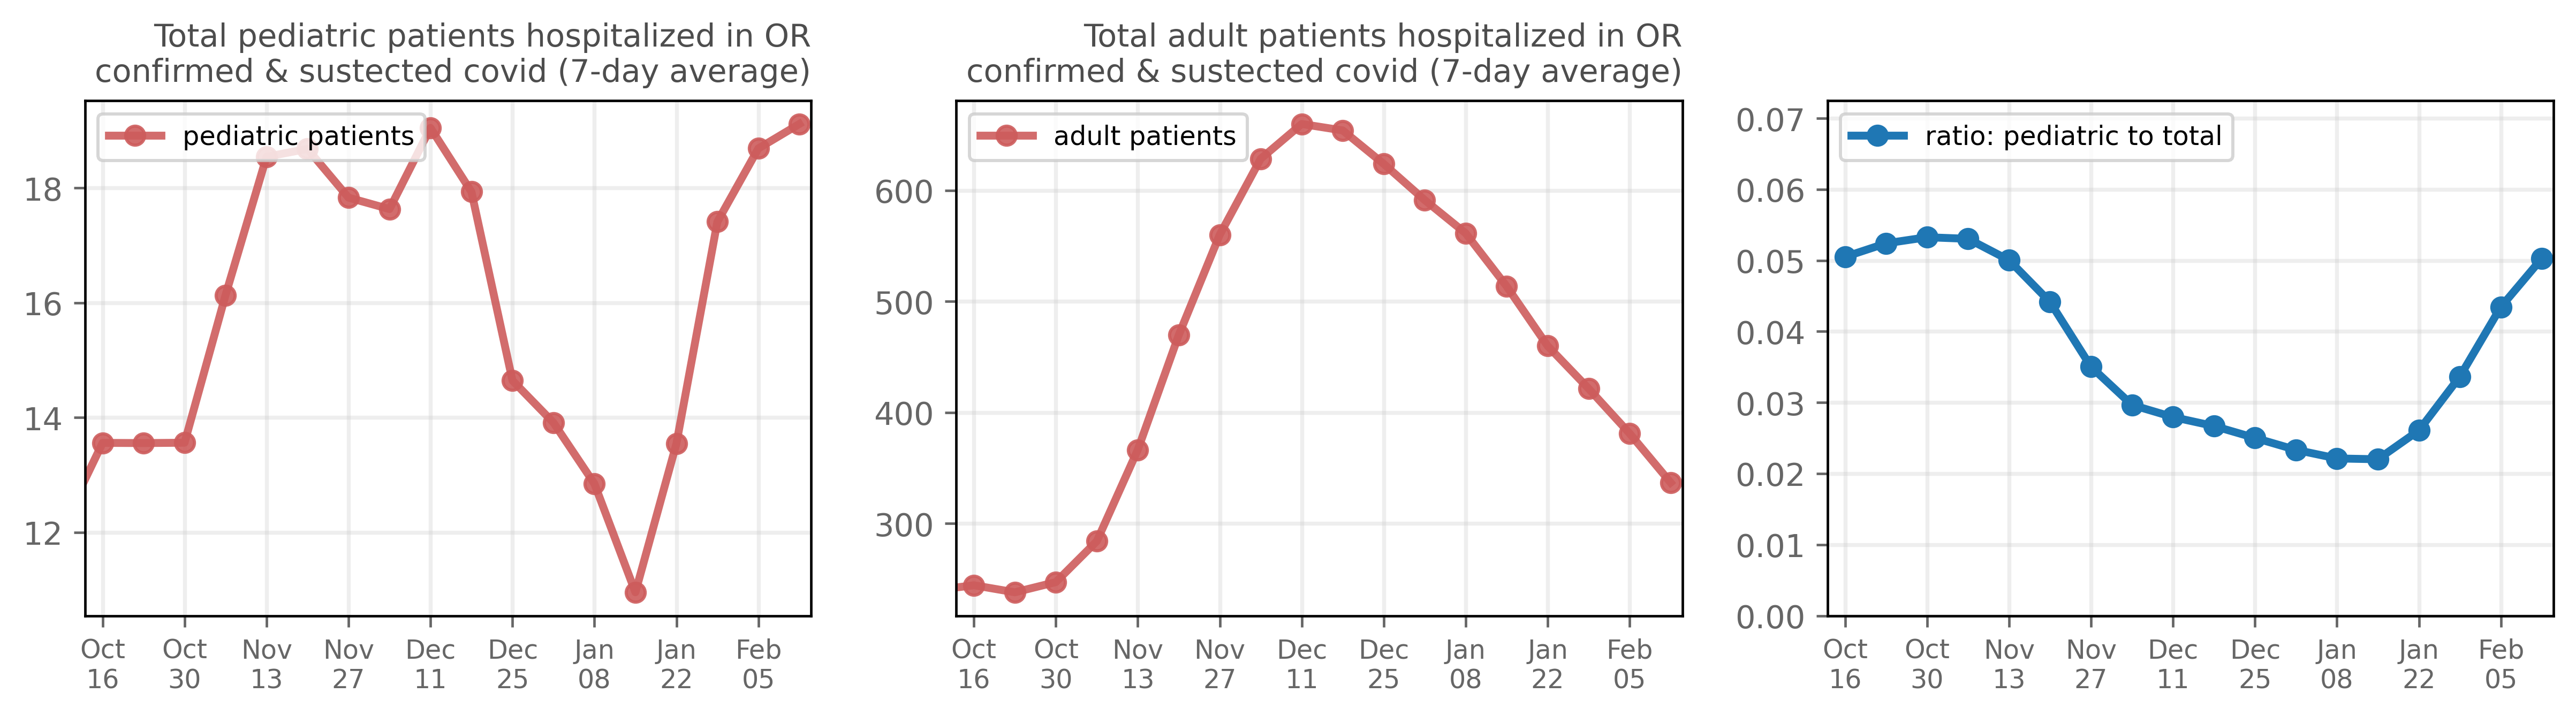 Total pediatric patients hospitalized in OR
confirmed & sustected covid (7-day average)
pediatric patients
18
16
14
12
Oct 16
Oct 30
Nov 13
Nov 27
Dec 11
Dec 25
Jan 08
Jan 22
Feb 05
Total adult patients hospitalized in OR
confirmed & sustected covid (7-day average)
adult patients
600
500
400
300
Oct 16
Oct 30
Nov 13
Nov 27
Dec 11
Dec 25
Jan 08
Jan 22
Feb 05
ratio: pediatric to total
0.07
0.06
0.05
0.04
0.03
0.02
0.01
0.00
Oct 16
Oct 30
Nov 13
Nov 27
Dec 11
Dec 25
Jan 08
Jan 22
Feb 05